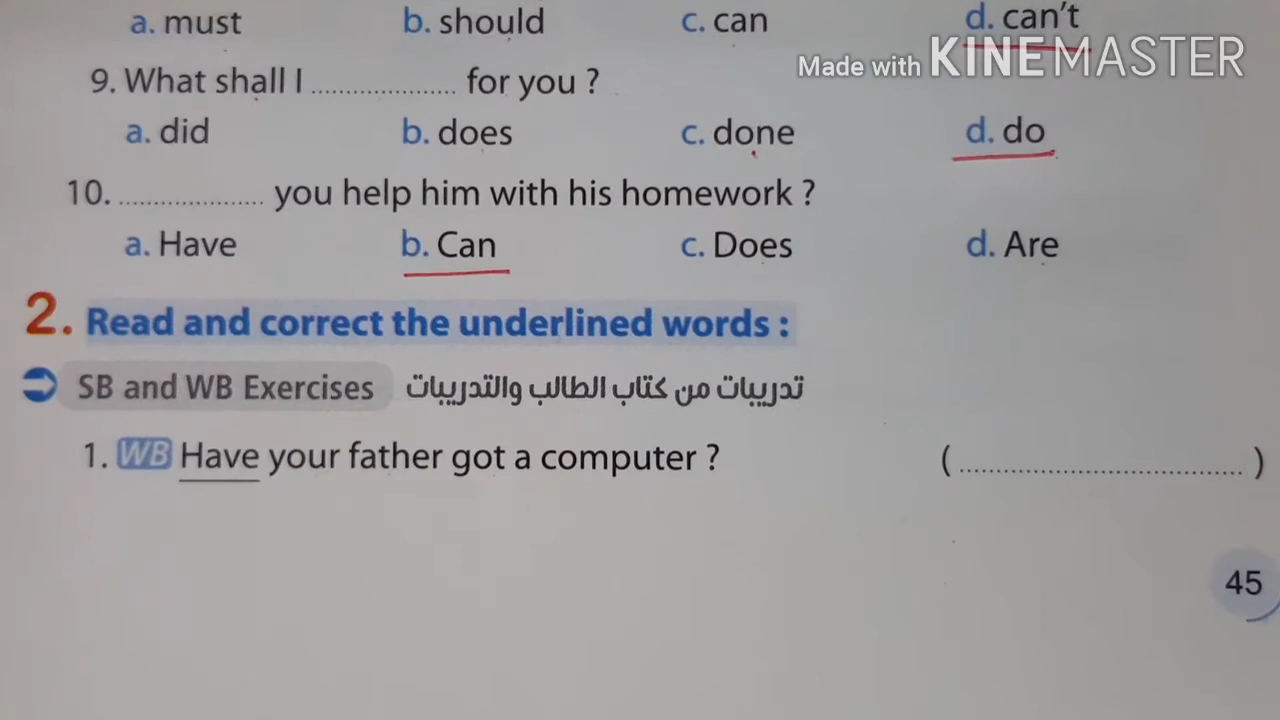 a. must b. should c. can d. can't
Made with KINEMASTER
9. What shall I .................... for you ?
a. did b. does c. done d. do
10. .................... you help him with his homework ?
a. Have b. Can c. Does d. Are
2. Read and correct the underlined words :
SB and WB Exercises تدريبات من كتاب الطالب والتدريبات
1. WB Have your father got a computer ? (........................................)
45